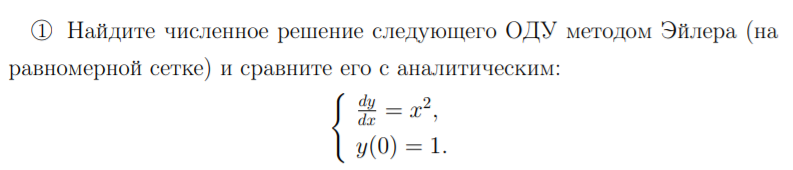 ① Найдите численное решение следующего ОДУ методом Эйлера (на
равномерной сетке) и сравните его с аналитическим:
dy/dx = x²,
y(0) = 1.